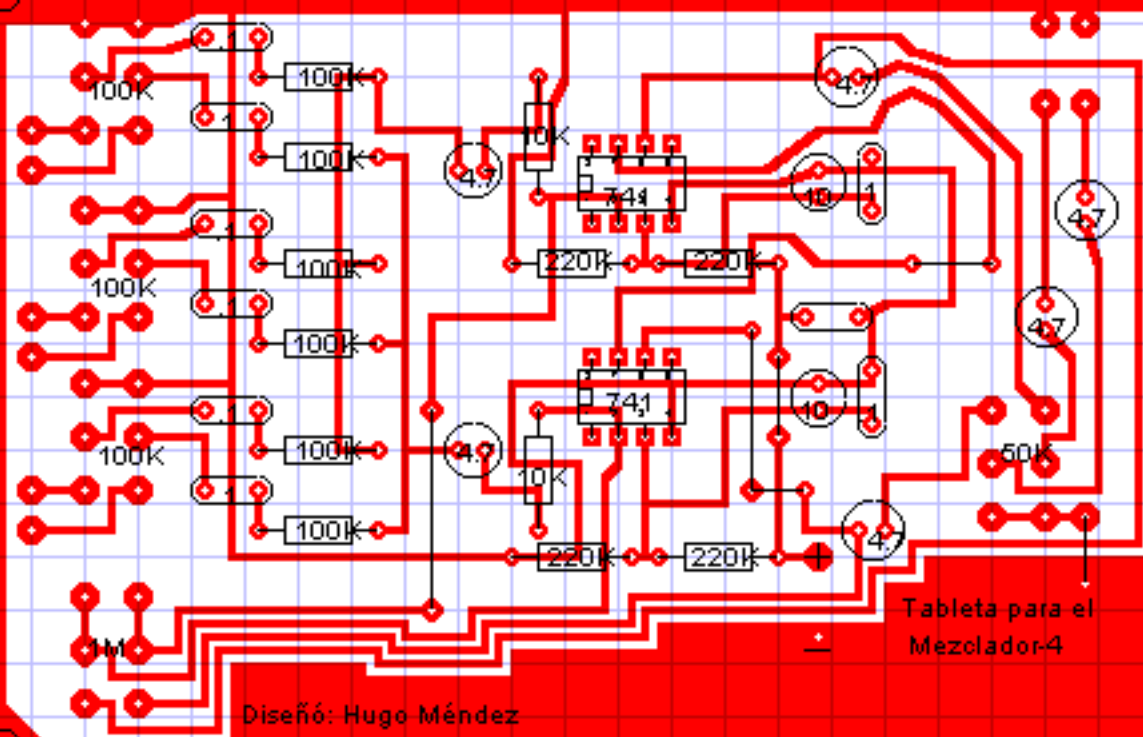 .1
100K
4.7
100K
.1
10K
100K
4.7
741
10
1
4.7
.1
220K
220K
100K
100K
.1
4.7
100K
741
10
1
.1
100K
4.7
50K
100K
10K
.1
100K
4.7
220K
220K
+
Tableta para el
Mezclador-4
1M
–
Diseñó: Hugo Méndez